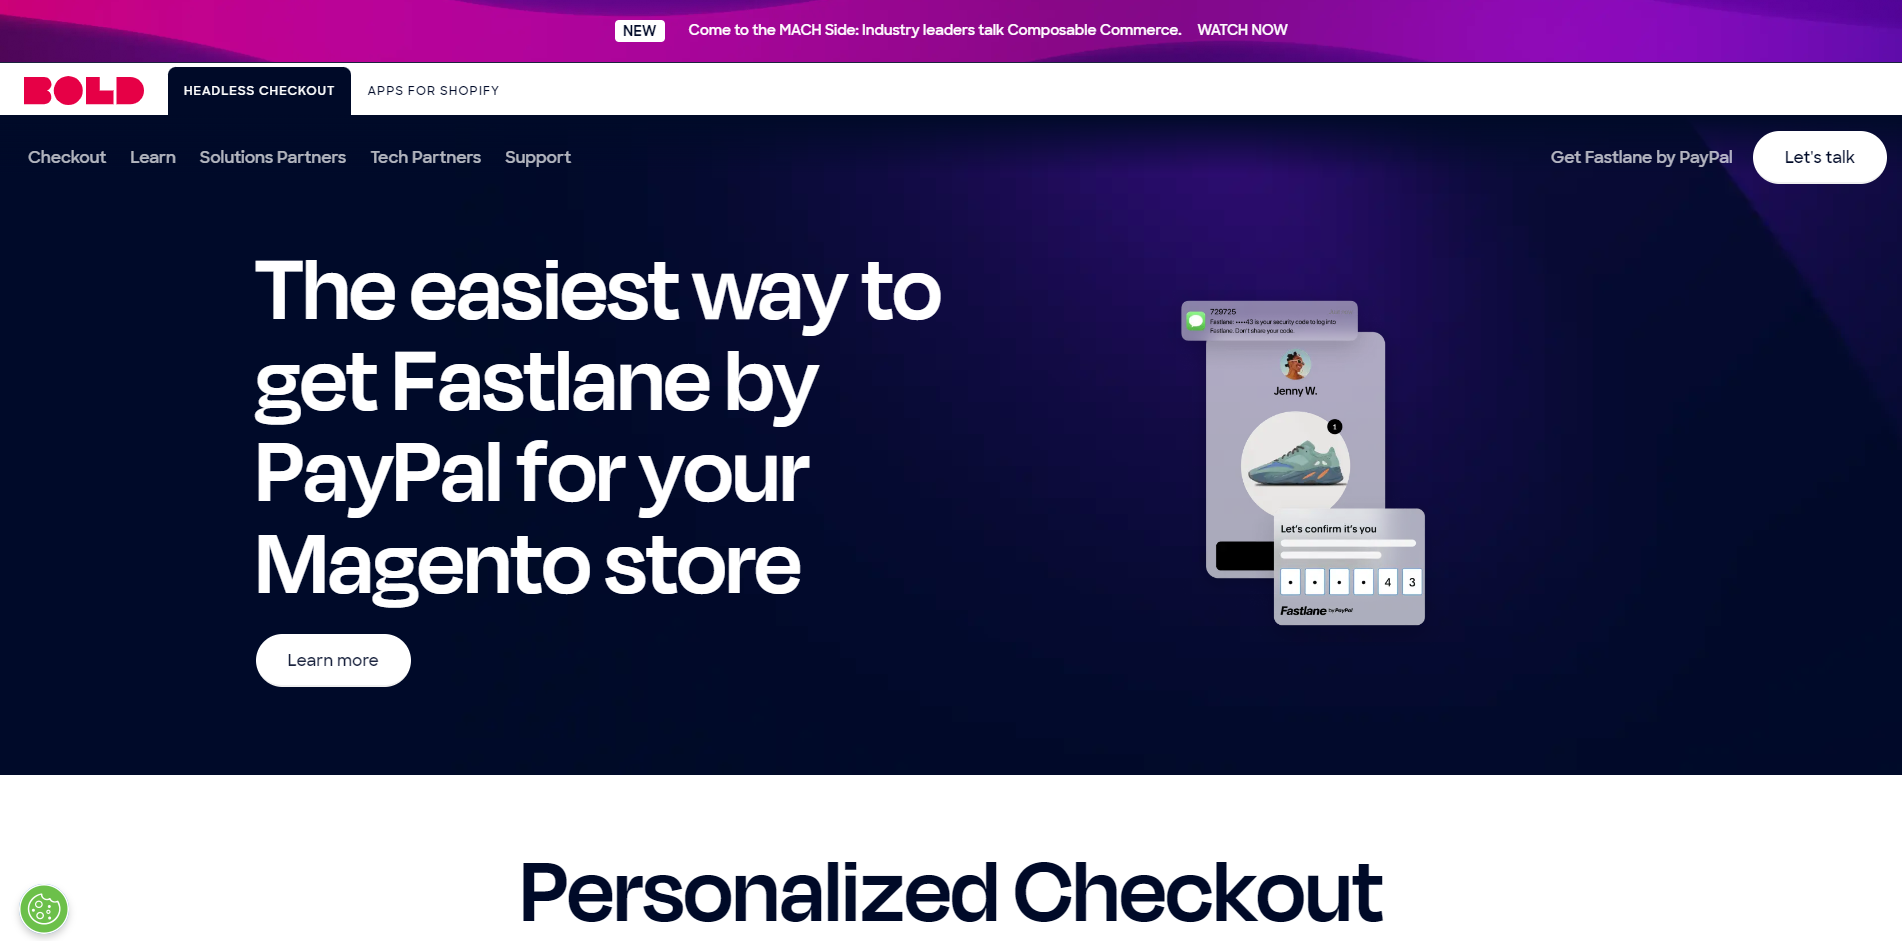 NEW Come to the MACH Side: Industry leaders talk Composable Commerce. WATCH NOW
BOLD HEADLESS CHECKOUT APPS FOR SHOPIFY
Checkout Learn Solutions Partners Tech Partners Support Get Fastlane by PayPal Let's talk
The easiest way to
get Fastlane by
PayPal for your
Magento store
Learn more
729725
Fastlane: ••••43 is your security code to log into
Fastlane. Don't share your code.
Jenny W.
1
Let's confirm it's you
• • • • 4 3
Fastlane by PayPal
Personalized Checkout